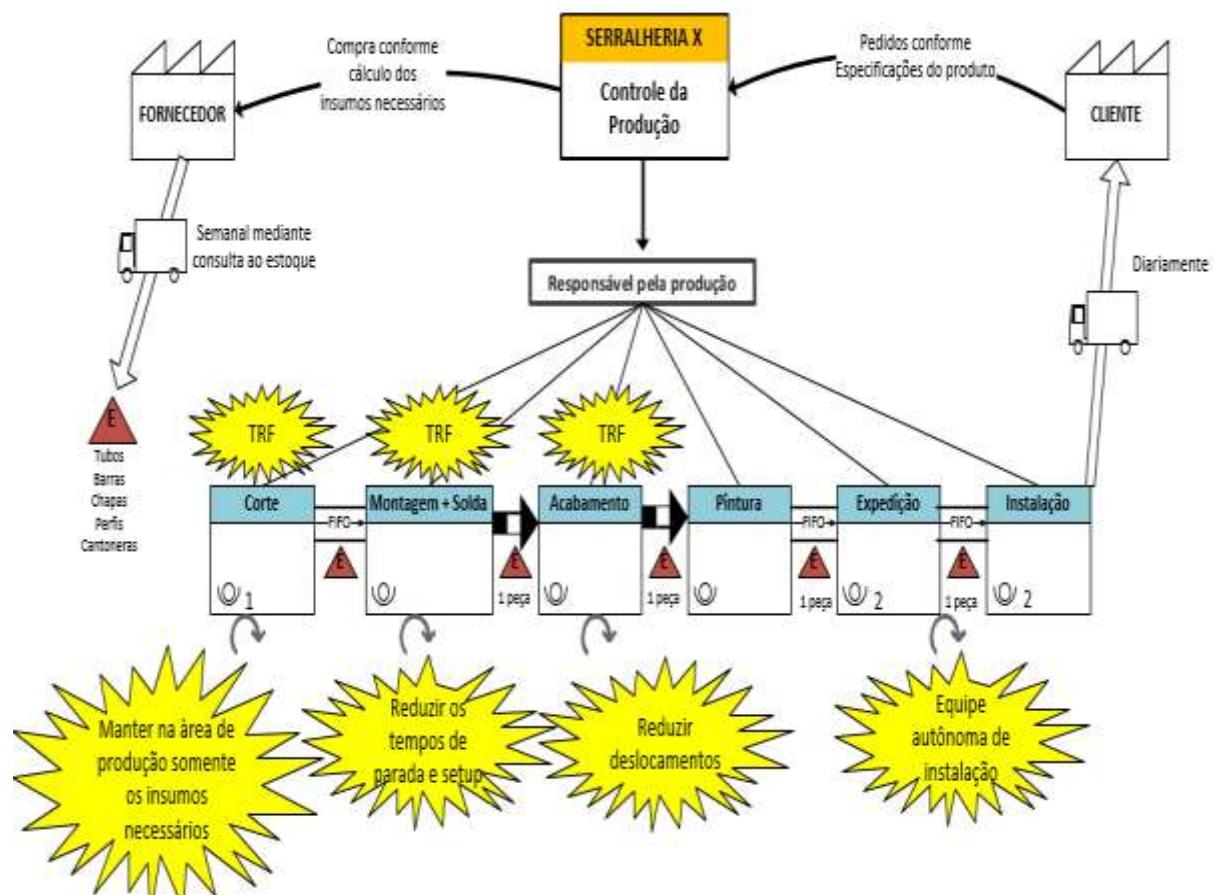 SERRALHERIA X
Controle da
Produção
Compra conforme
cálculo dos
insumos necessários
Pedidos conforme
Especificações do produto
FORNECEDOR
CLIENTE
Semanal mediante
consulta ao estoque
Diariamente
Responsável pela produção
E
Tubos
Barras
Chapas
Perfis
Cantoneras
TRF
TRF
TRF
Corte
Montagem + Solda
Acabamento
Pintura
Expedição
Instalação
FIFO
FIFO
FIFO
E
E
E
E
E
1
2
2
1 peça
1 peça
1 peça
1 peça
Manter na àrea de
produção somente
os insumos
necessários
Reduzir os
tempos de
parada e setup
Reduzir
deslocamentos
Equipe
autônoma de
instalação